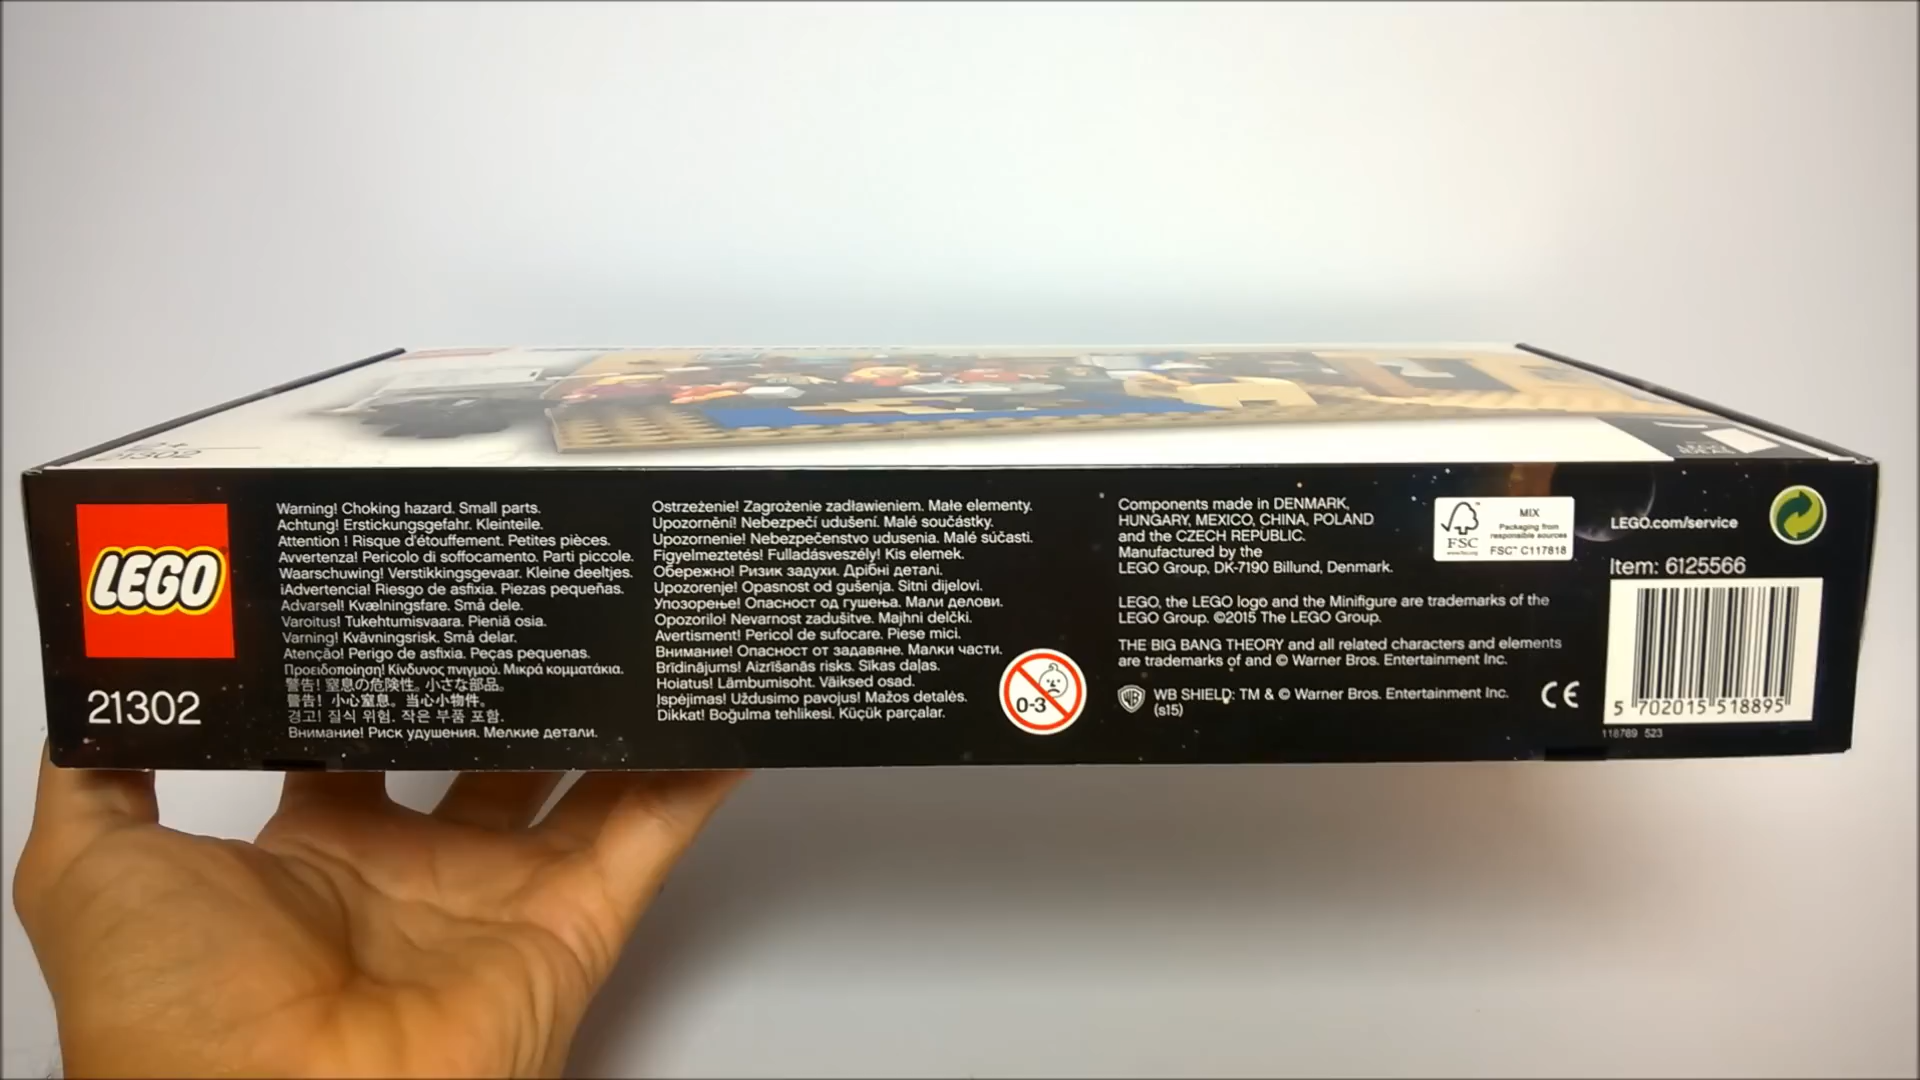 21302
LEGO
21302
Warning! Choking hazard. Small parts.
Achtung! Erstickungsgefahr. Kleinteile.
Attention ! Risque d'étouffement. Petites pièces.
Avvertenza! Pericolo di soffocamento. Parti piccole.
Waarschuwing! Verstikkingsgevaar. Kleine deeltjes.
¡Advertencia! Riesgo de asfixia. Piezas pequeñas.
Advarsel! Kvælningsfare. Små dele.
Varoitus! Tukehtumisvaara. Pieniä osia.
Varning! Kvävningsrisk. Små delar.
Atenção! Perigo de asfixia. Peças pequenas.
Προειδοποίηση! Κίνδυνος πνιγμού. Μικρά κομματάκια.
警告! 窒息の危険性。小さな部品。
警告! 小心窒息。当心小物件。
경고! 질식 위험. 작은 부품 포함.
Внимание! Риск удушения. Мелкие детали.
Ostrzeżenie! Zagrożenie zadławieniem. Małe elementy.
Upozornění! Nebezpečí udušení. Malé součástky.
Upozornenie! Nebezpečenstvo udusenia. Malé súčasti.
Figyelmeztetés! Fulladásveszély! Kis elemek.
Обережно! Ризик задухи. Дрібні деталі.
Upozorenje! Opasnost od gušenja. Sitni dijelovi.
Упозорење! Опасност од гушења. Мали делови.
Opozorilo! Nevarnost zadušitve. Majhni delčki.
Avertisment! Pericol de sufocare. Piese mici.
Внимание! Опасност от задавяне. Малки части.
Brīdinājums! Aizrīšanās risks. Sīkas daļas.
Hoiatus! Lämbumisoht. Väiksed osad.
Įspėjimas! Uždusimo pavojus! Mažos detalės.
Dikkat! Boğulma tehlikesi. Küçük parçalar.
0-3
Components made in DENMARK,
HUNGARY, MEXICO, CHINA, POLAND
and the CZECH REPUBLIC.
Manufactured by the
LEGO Group, DK-7190 Billund, Denmark.
LEGO, the LEGO logo and the Minifigure are trademarks of the
LEGO Group. ©2015 The LEGO Group.
THE BIG BANG THEORY and all related characters and elements
are trademarks of and © Warner Bros. Entertainment Inc.
WB SHIELD: TM & © Warner Bros. Entertainment Inc.
(s15)
FSC
www.fsc.org
MIX
Packaging from
responsible sources
FSC™ C117818
CE
LEGO.com/service
Item: 6125566
5 702015 518895
118789 523